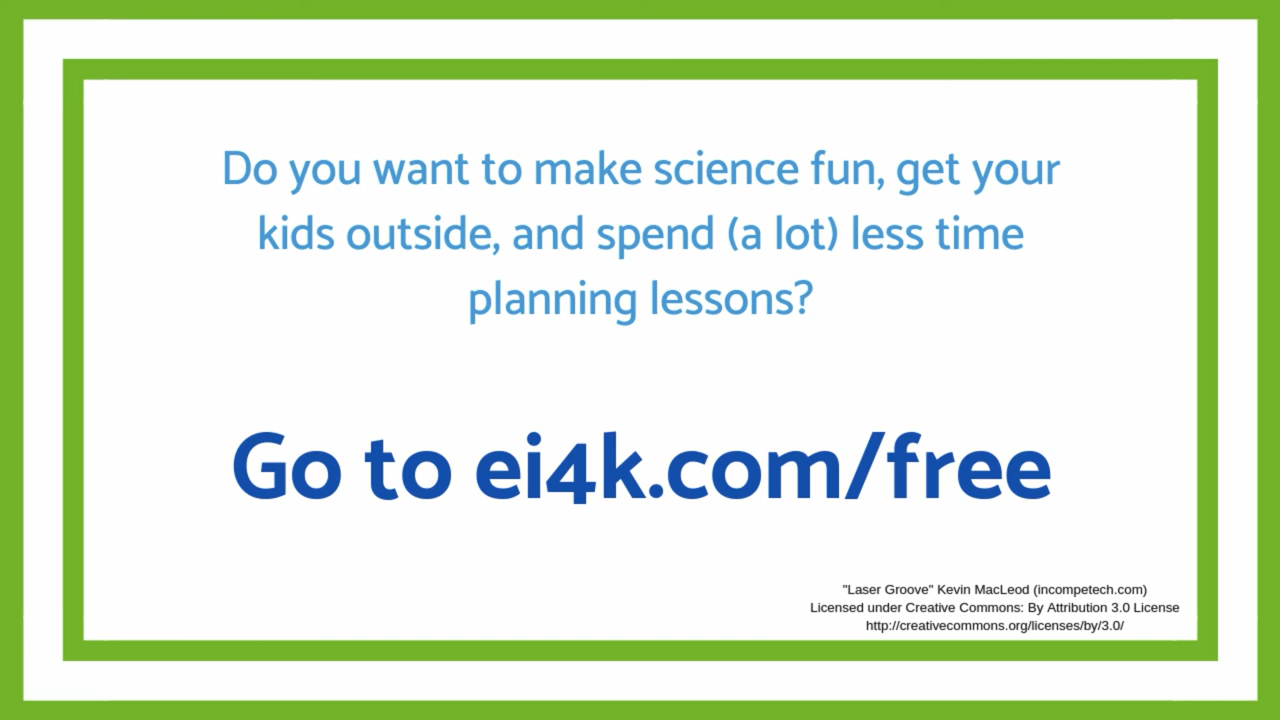 Do you want to make science fun, get your
kids outside, and spend (a lot) less time
planning lessons?
Go to ei4k.com/free
"Laser Groove" Kevin MacLeod (incompetech.com)
Licensed under Creative Commons: By Attribution 3.0 License
http://creativecommons.org/licenses/by/3.0/